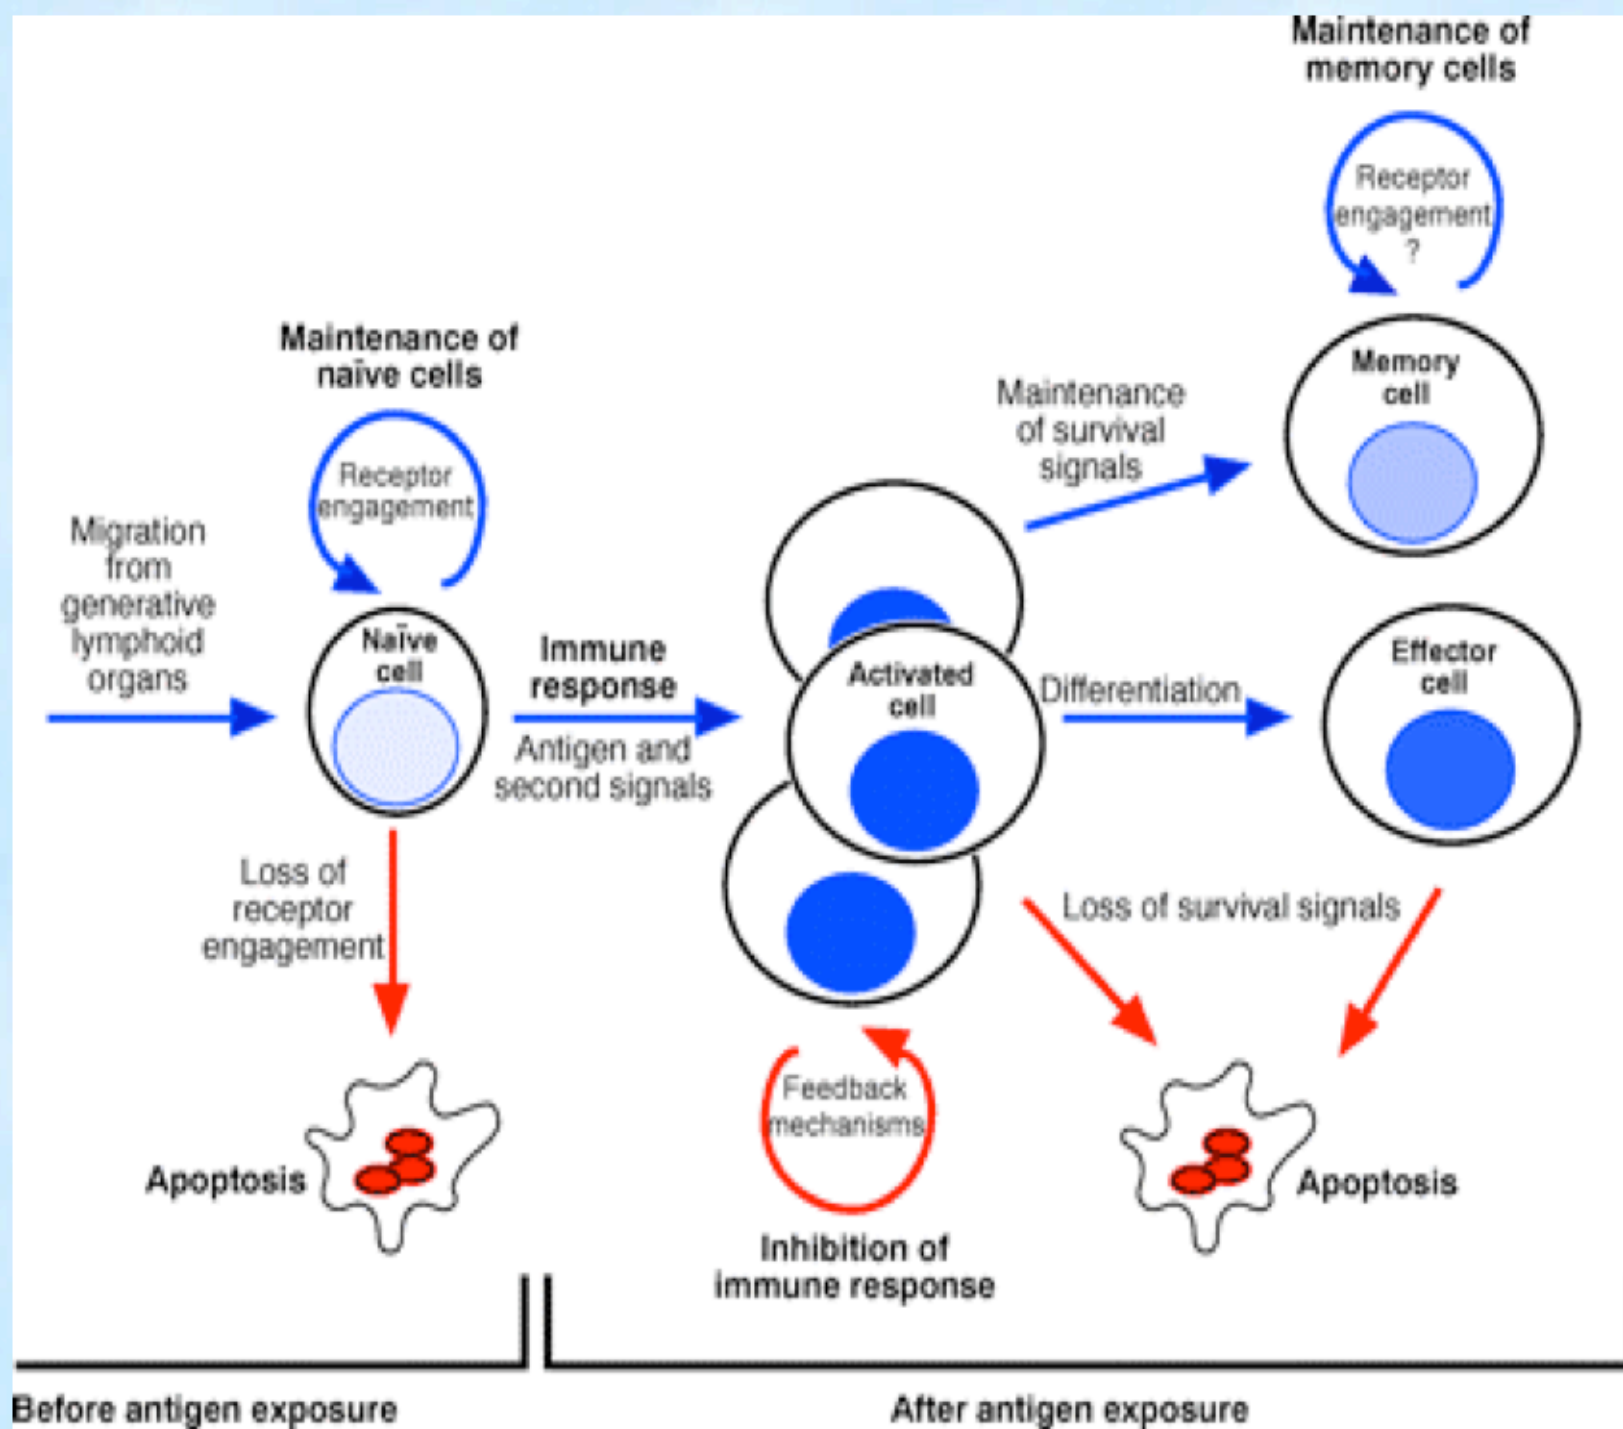 Maintenance of
memory cells
Receptor
engagement
?
Memory
cell
Maintenance of
naïve cells
Receptor
engagement
Maintenance
of survival
signals
Migration
from
generative
lymphoid
organs
Naïve
cell
Immune
response
Antigen and
second signals
Activated
cell
Differentiation
Effector
cell
Loss of
receptor
engagement
Loss of survival signals
Apoptosis
Feedback
mechanisms
Apoptosis
Inhibition of
immune response
Before antigen exposure
After antigen exposure